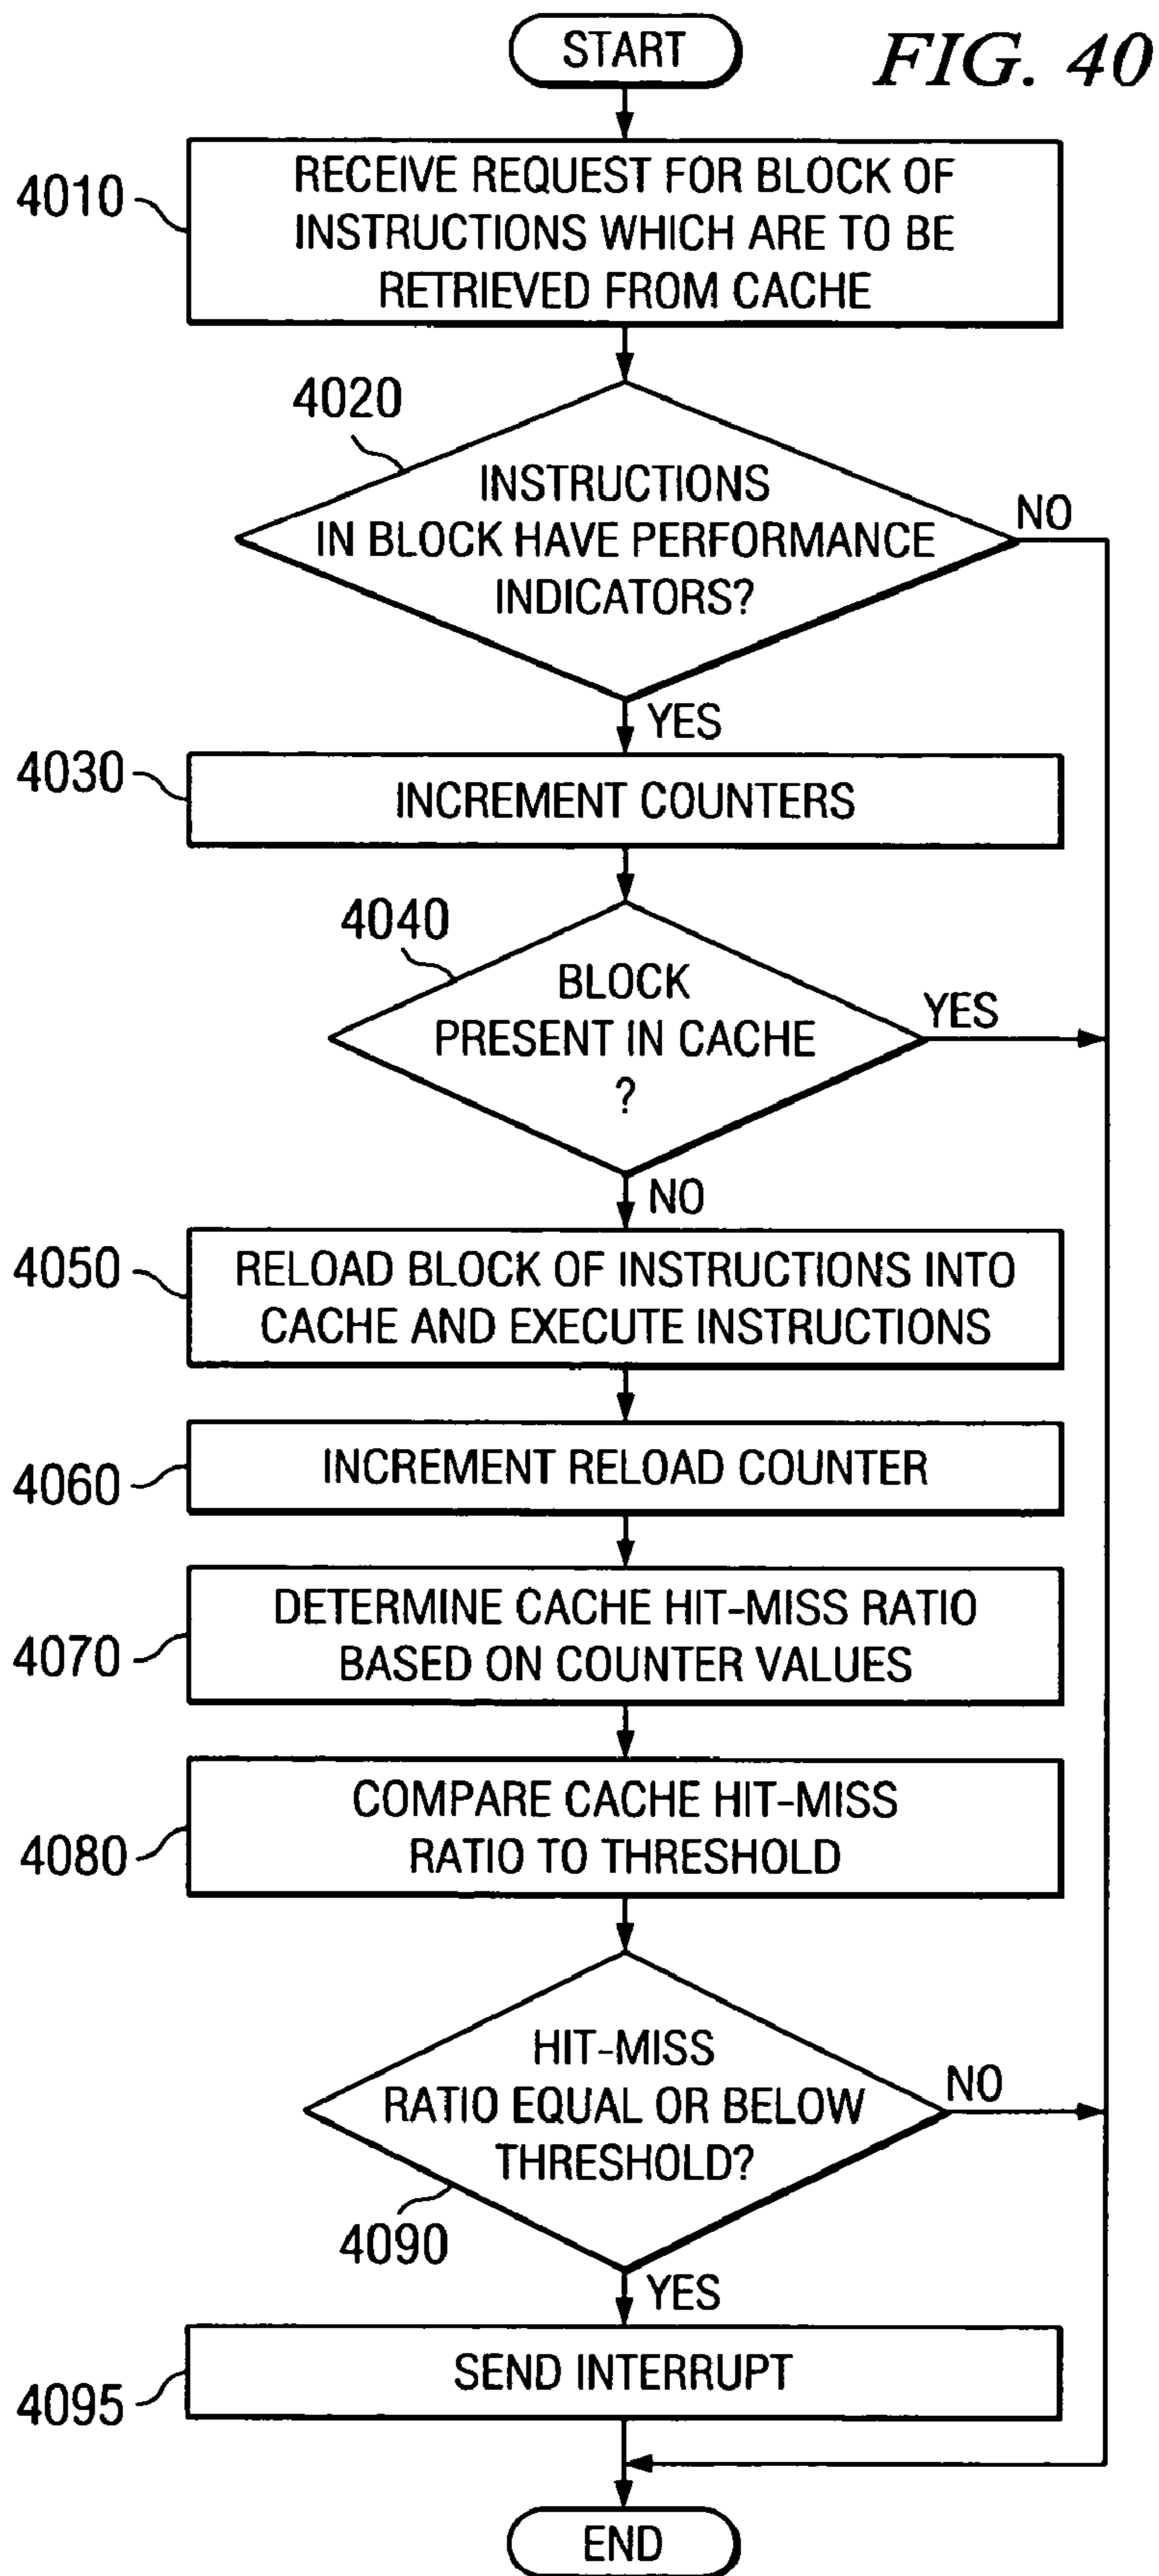 START
FIG. 40
4010
RECEIVE REQUEST FOR BLOCK OF
INSTRUCTIONS WHICH ARE TO BE
RETRIEVED FROM CACHE
4020
INSTRUCTIONS
IN BLOCK HAVE PERFORMANCE
INDICATORS?
NO
YES
4030
INCREMENT COUNTERS
4040
BLOCK
PRESENT IN CACHE
?
YES
NO
4050
RELOAD BLOCK OF INSTRUCTIONS INTO
CACHE AND EXECUTE INSTRUCTIONS
4060
INCREMENT RELOAD COUNTER
4070
DETERMINE CACHE HIT-MISS RATIO
BASED ON COUNTER VALUES
4080
COMPARE CACHE HIT-MISS
RATIO TO THRESHOLD
HIT-MISS
RATIO EQUAL OR BELOW
THRESHOLD?
NO
4090
YES
4095
SEND INTERRUPT
END